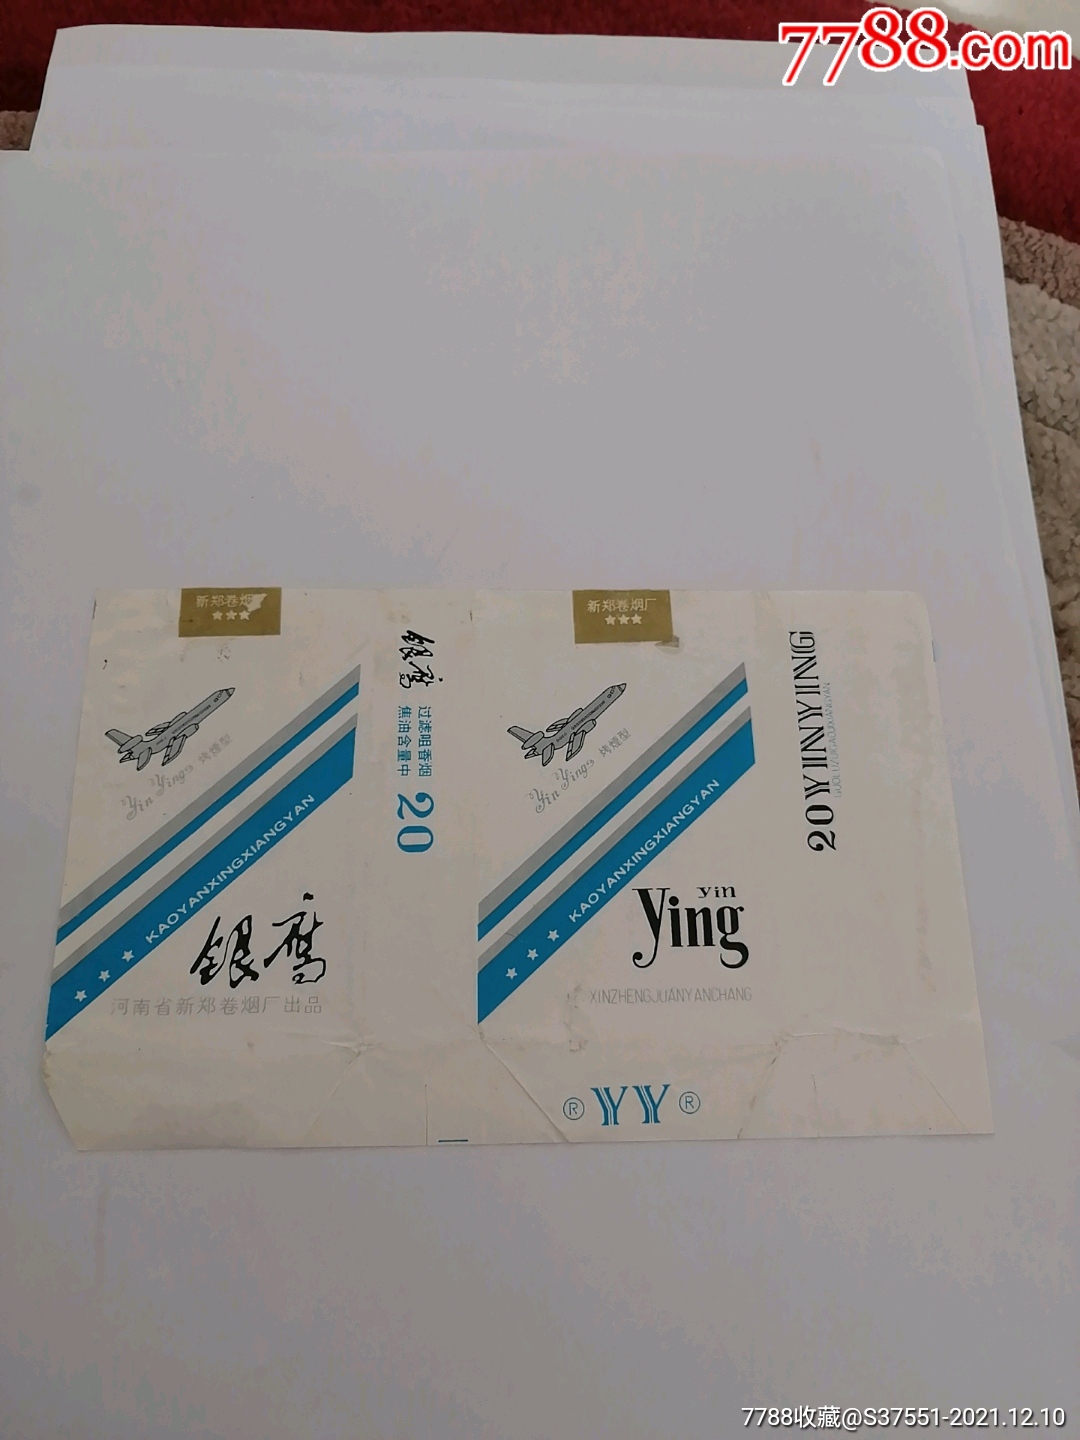 7788.com
新郑卷烟
新郑卷烟厂
银鹰
过滤咀香烟
焦油含量中
20
Yin Ying 烤煙型
KAOYANXINGXIANGYAN
银鹰
河南省新郑卷烟厂出品
Yin Ying 烤煙型
KAOYANXINGXIANGYAN
yin
Ying
XINZHENGJUANYANCHANG
20 YINYING
® YY ®
7788收藏@S37551-2021.12.10